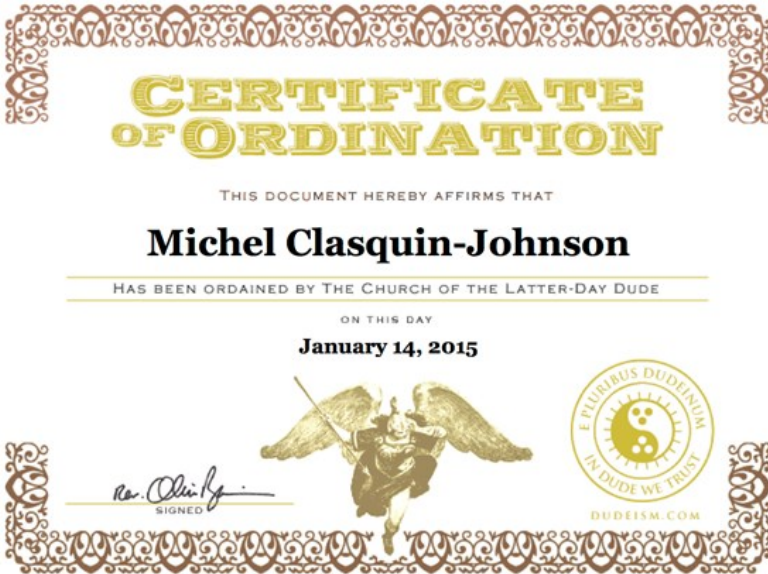 CERTIFICATE
OF ORDINATION
THIS DOCUMENT HEREBY AFFIRMS THAT
Michel Clasquin-Johnson
HAS BEEN ORDAINED BY THE CHURCH OF THE LATTER-DAY DUDE
ON THIS DAY
January 14, 2015
E PLURIBUS DUDEINUM
IN DUDE WE TRUST
Rev.
SIGNED
DUDEISM.COM